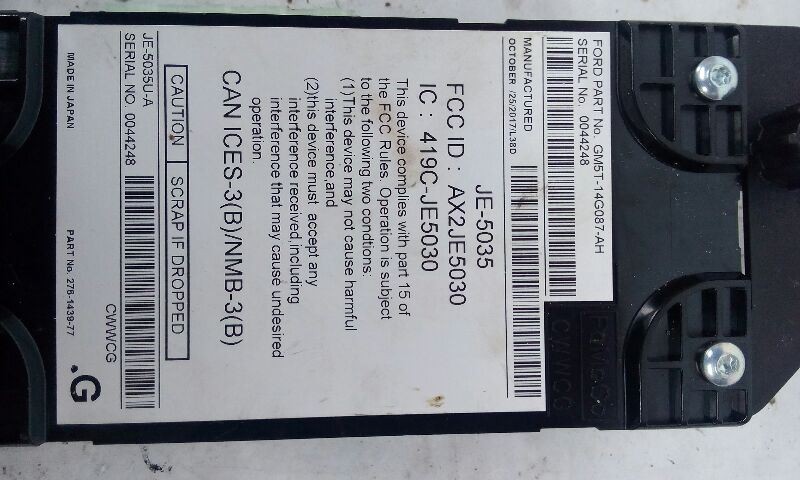 FORD PART No. GM5T-14G087-AH
SERIAL NO. 0044248
MANUFACTURED
OCTOBER /25/2017/L38D
JE-5035
FCC ID : AX2JE5030
IC : 419C-JE5030
This device complies with part 15 of
the FCC Rules. Operation is subject
to the following two condtions:
(1)This device may not cause harmful
interference,and
(2)this device must accept any
interference received,including
interference that may cause undesired
operation.
CAN ICES-3(B)/NMB-3(B)
CAUTION SCRAP IF DROPPED
JE-5035U-A
SERIAL NO. 0044248
CWWCG
MADE IN JAPAN
PART No. 276-1439-77
.G
CWWCG